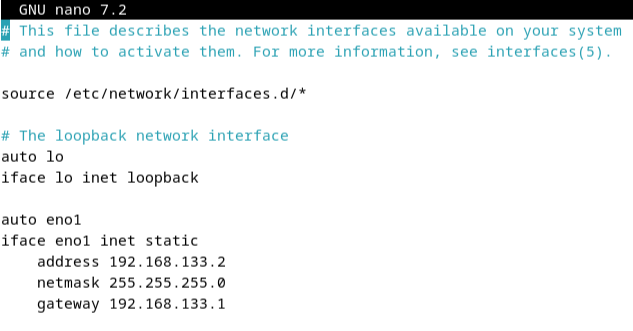 GNU nano 7.2
# This file describes the network interfaces available on your system
# and how to activate them. For more information, see interfaces(5).
source /etc/network/interfaces.d/*
# The loopback network interface
auto lo
iface lo inet loopback
auto eno1
iface eno1 inet static
    address 192.168.133.2
    netmask 255.255.255.0
    gateway 192.168.133.1